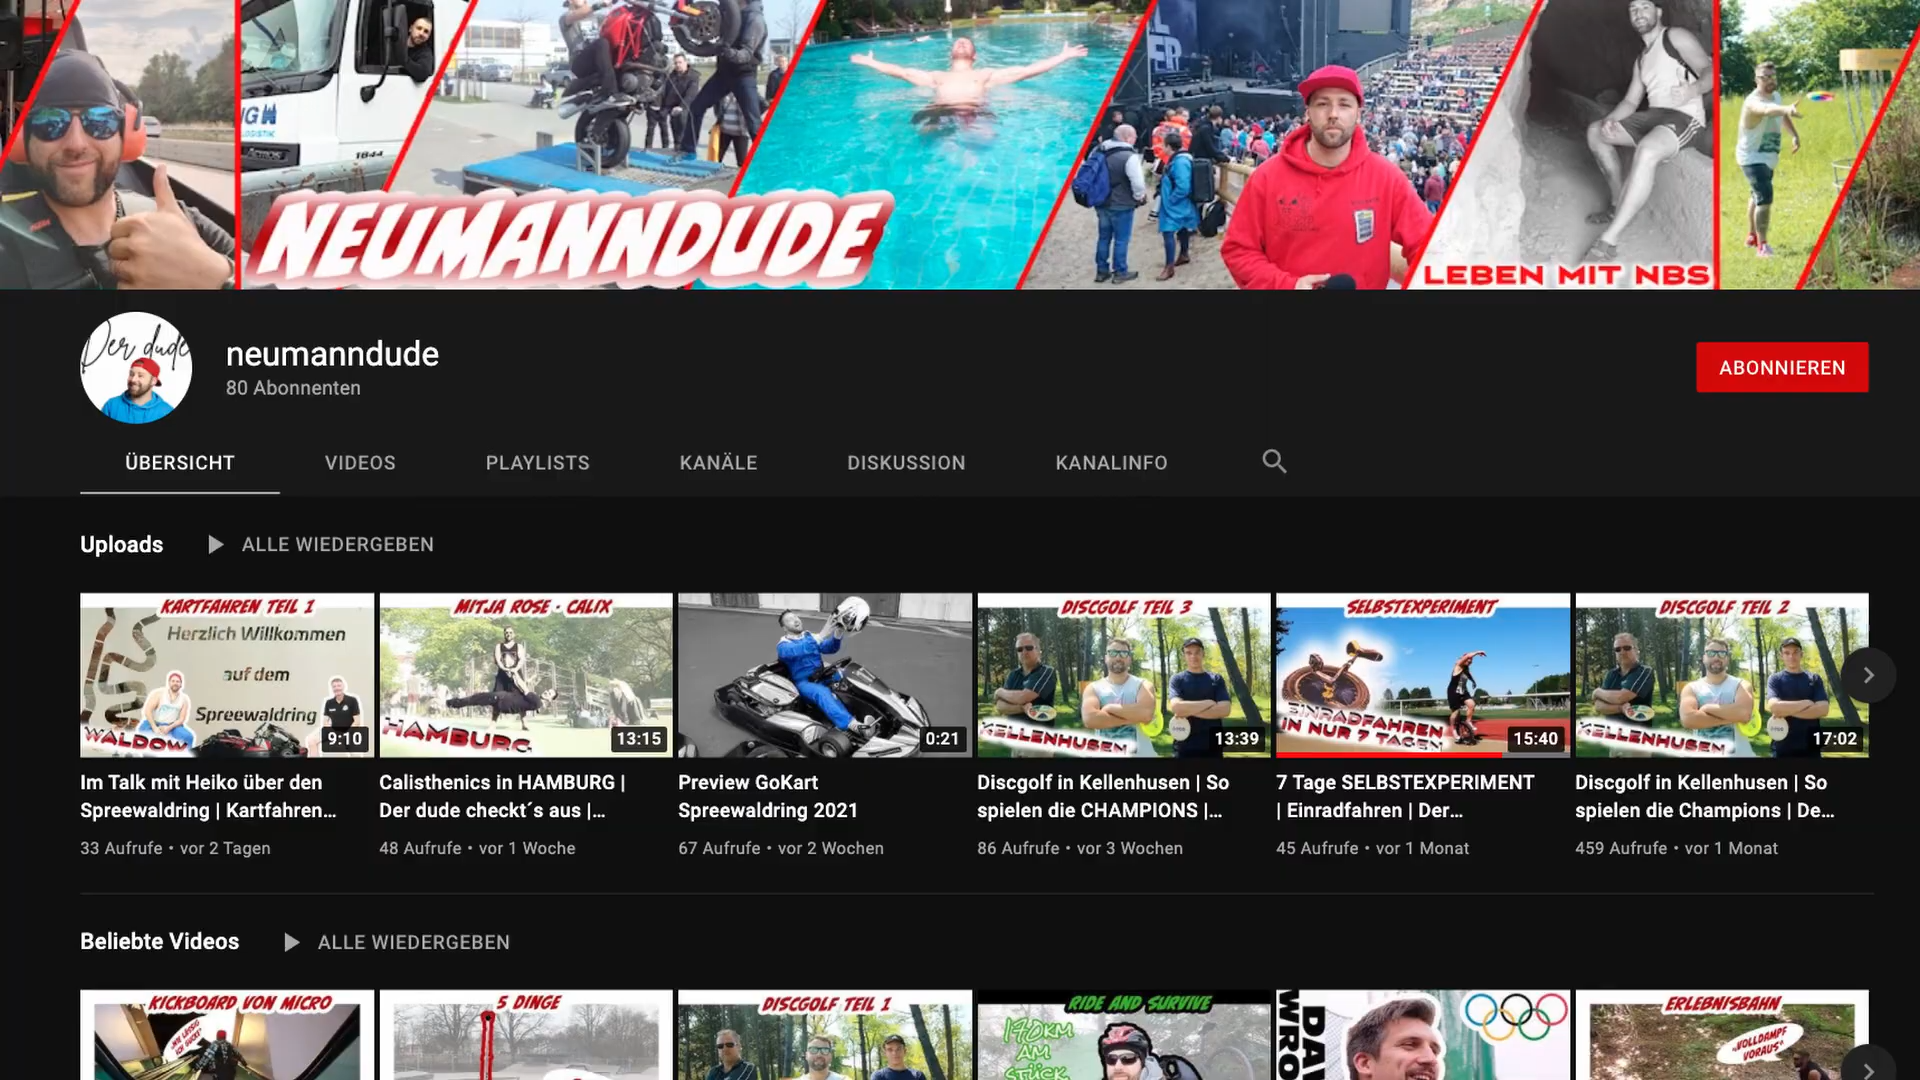 NEUMANNDUDE
LEBEN MIT NBS
Der dude
neumanndude
80 Abonnenten
ABONNIEREN
ÜBERSICHT
VIDEOS
PLAYLISTS
KANÄLE
DISKUSSION
KANALINFO
Uploads
ALLE WIEDERGEBEN
KARTFAHREN TEIL 1
Herzlich Willkommen
auf dem
Spreewaldring
WALDOW
9:10
Im Talk mit Heiko über den
Spreewaldring | Kartfahren...
33 Aufrufe • vor 2 Tagen
MITJA ROSE - CALIX
HAMBURG
13:15
Calisthenics in HAMBURG |
Der dude checkt´s aus |...
48 Aufrufe • vor 1 Woche
0:21
Preview GoKart
Spreewaldring 2021
67 Aufrufe • vor 2 Wochen
DISCGOLF TEIL 3
KELLENHUSEN
13:39
Discgolf in Kellenhusen | So
spielen die CHAMPIONS |...
86 Aufrufe • vor 3 Wochen
SELBSTEXPERIMENT
EINRADFAHREN
IN NUR 7 TAGEN
15:40
7 Tage SELBSTEXPERIMENT
| Einradfahren | Der...
45 Aufrufe • vor 1 Monat
DISCGOLF TEIL 2
KELLENHUSEN
17:02
Discgolf in Kellenhusen | So
spielen die Champions | De...
459 Aufrufe • vor 1 Monat
Beliebte Videos
ALLE WIEDERGEBEN
KICKBOARD VON MICRO
5 DINGE
DISCGOLF TEIL 1
RIDE AND SURVIVE
170KM
AM
STÜCK
ERLEBNISBAHN
„VOLLDAMPF
VORAUS"